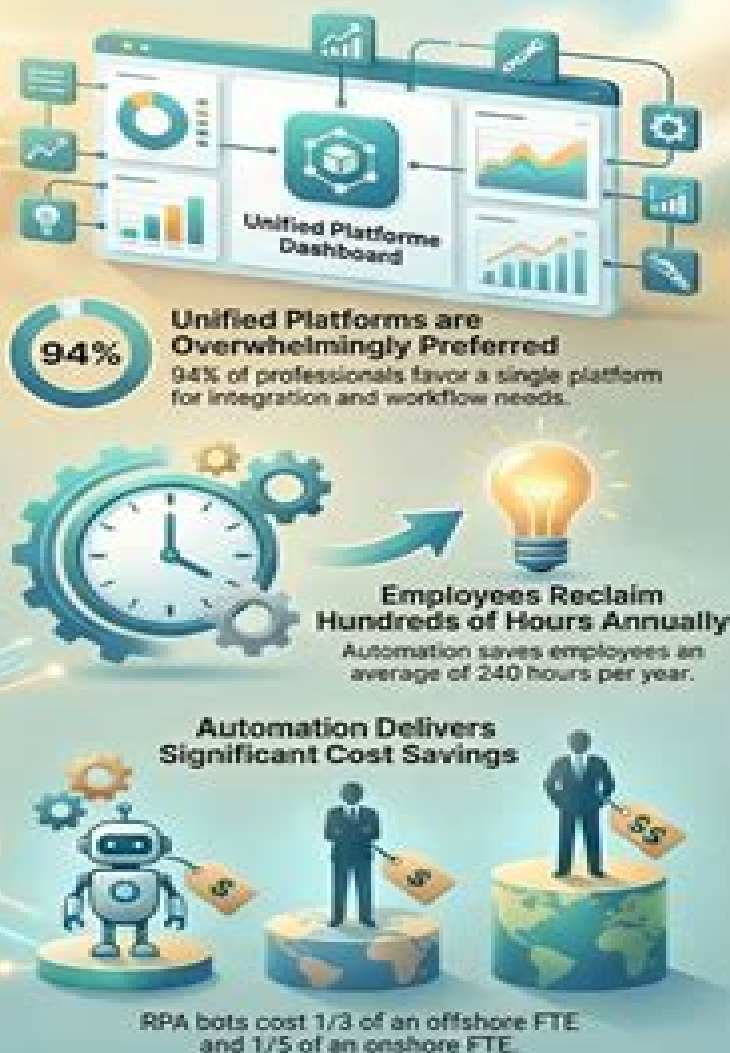 Unified Platforme
Dashboard
94%
Unified Platforms are
Overwhelmingly Preferred
94% of professionals favor a single platform
for integration and workflow needs.
Employees Reclaim
Hundreds of Hours Annually
Automation saves employees an
average of 240 hours per year.
Automation Delivers
Significant Cost Savings
$
$
$$
RPA bots cost 1/3 of an offshore FTE
and 1/5 of an onshore FTE.